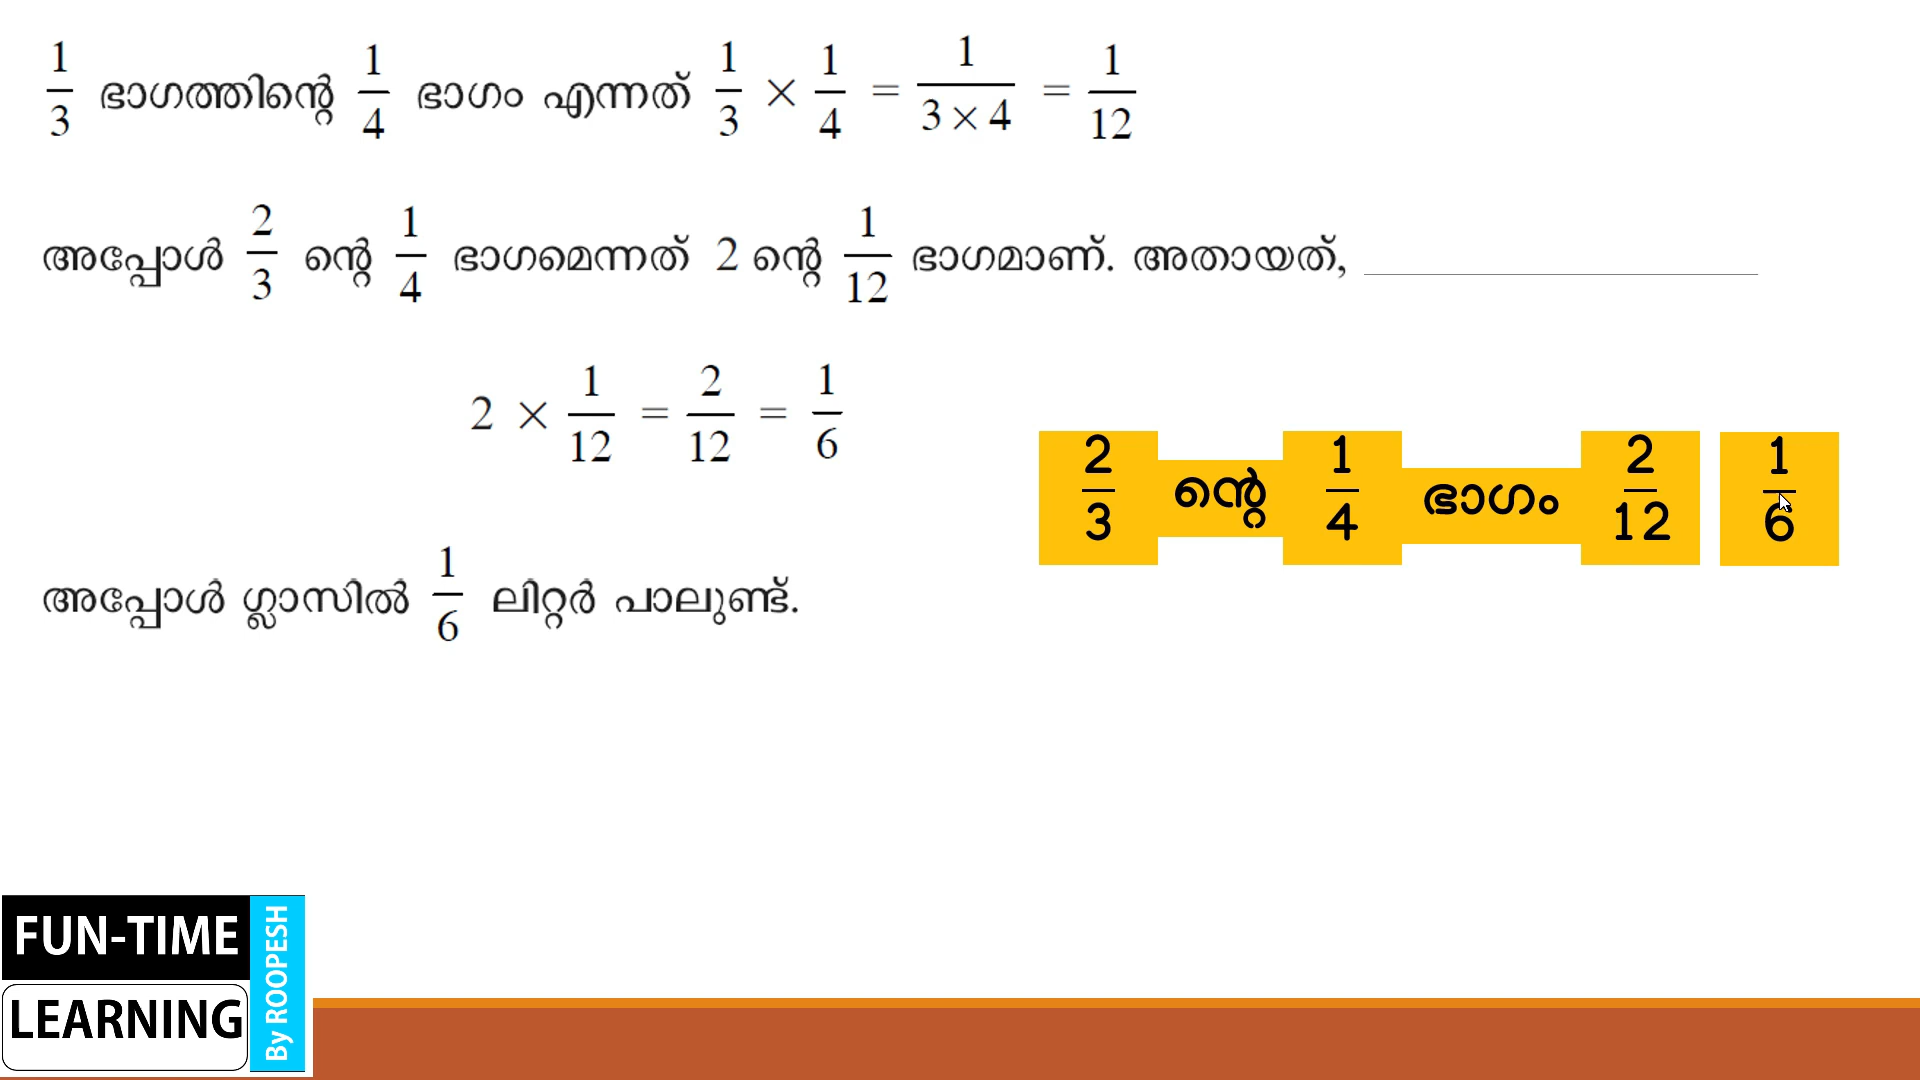 1/3 ഭാഗത്തിന്റെ 1/4 ഭാഗം എന്നത് 1/3 × 1/4 = 1/(3 × 4) = 1/12
അപ്പോൾ 2/3 ന്റെ 1/4 ഭാഗമെന്നത് 2 ന്റെ 1/12 ഭാഗമാണ്. അതായത്,
2 × 1/12 = 2/12 = 1/6
2/3 ന്റെ 1/4 ഭാഗം 2/12 1/6
അപ്പോൾ ഗ്ലാസിൽ 1/6 ലിറ്റർ പാലുണ്ട്.
FUN-TIME
LEARNING
By ROOPESH